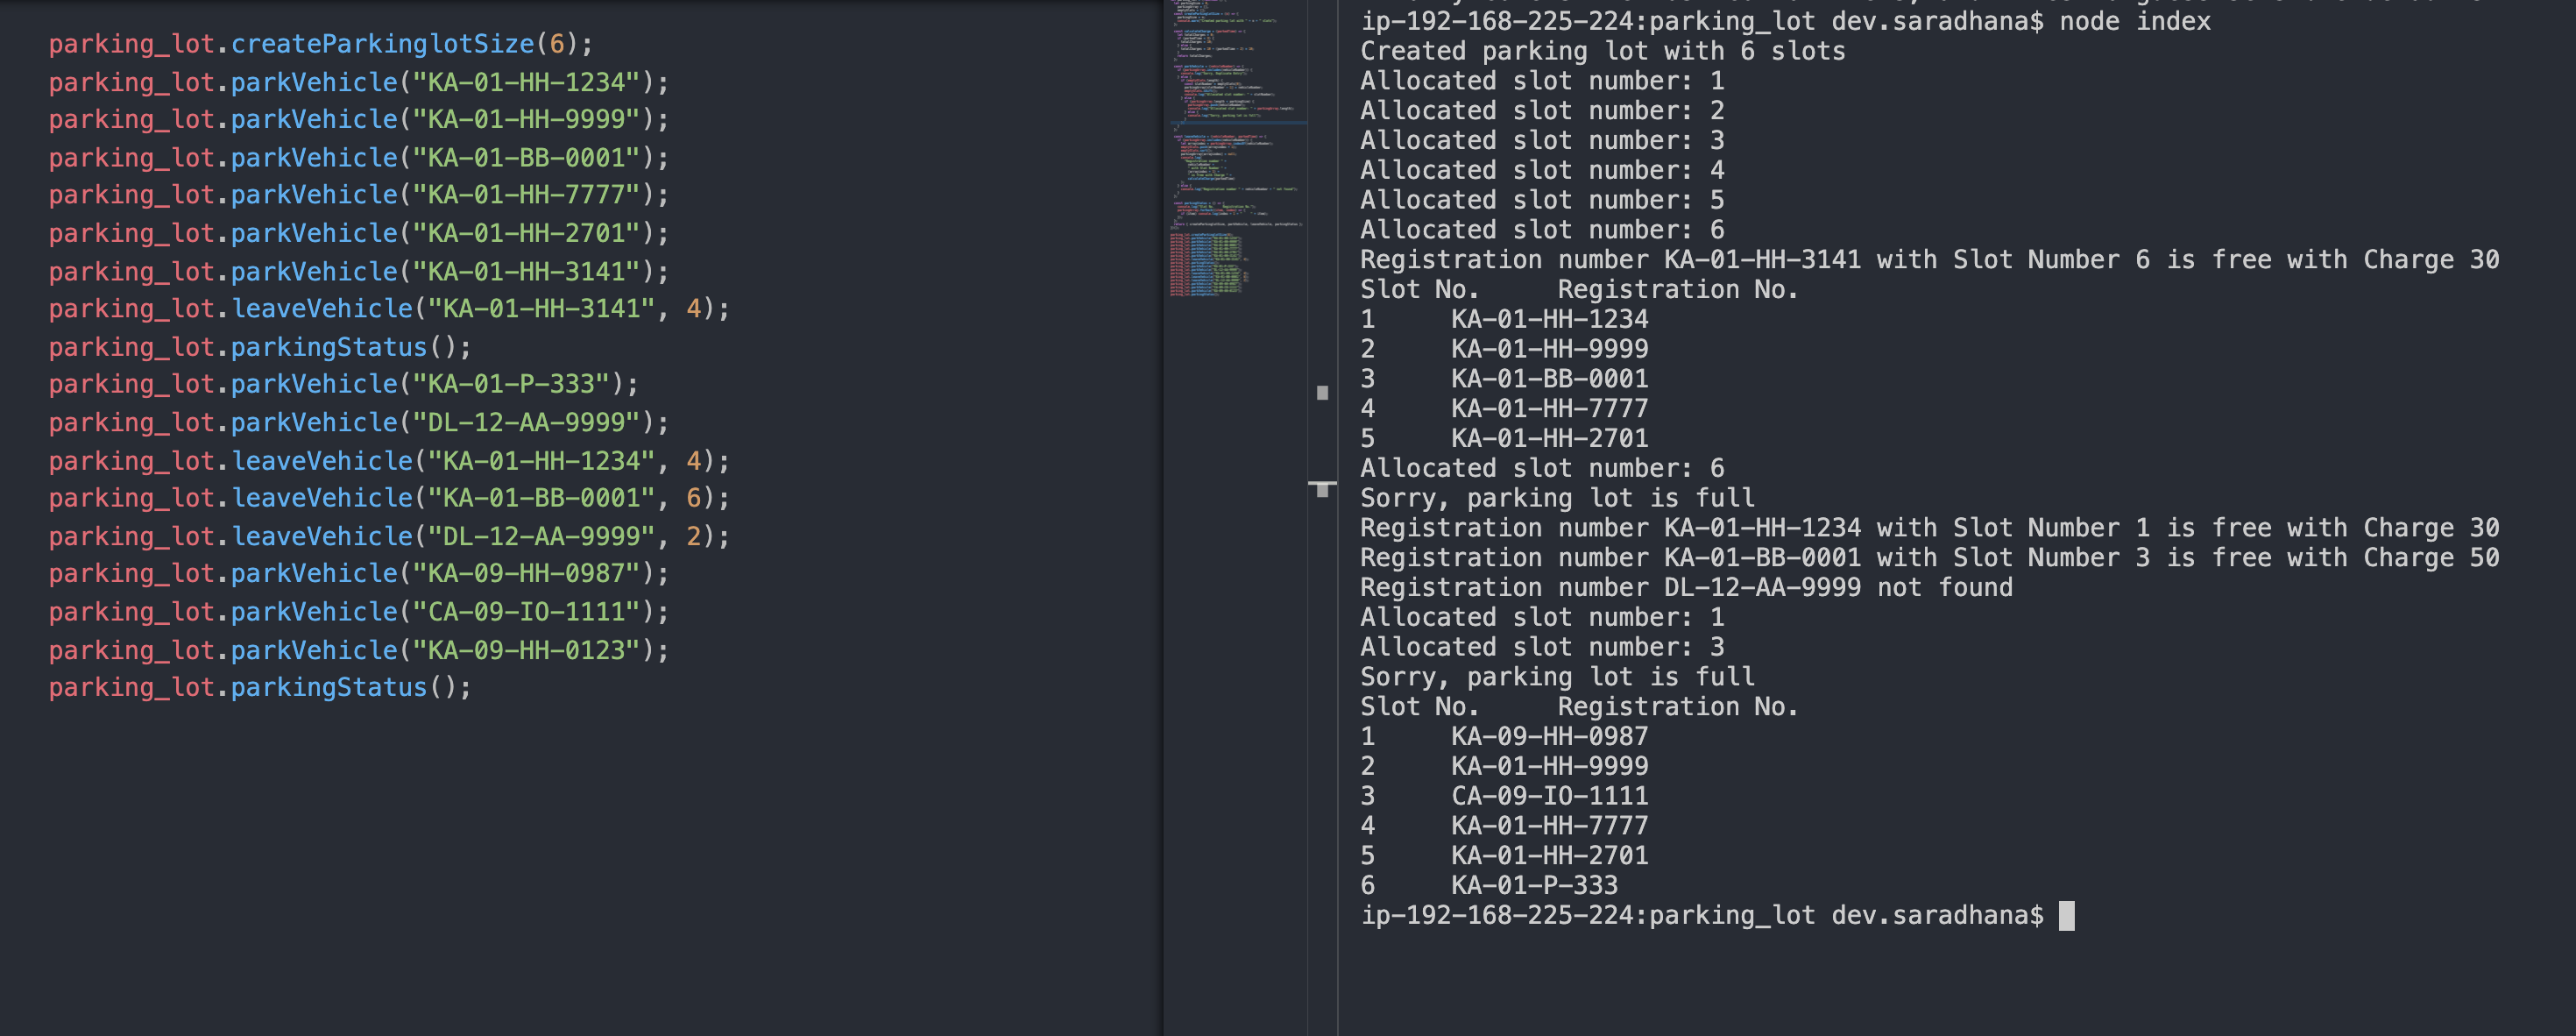 parking_lot.createParkinglotSize(6);
parking_lot.parkVehicle("KA-01-HH-1234");
parking_lot.parkVehicle("KA-01-HH-9999");
parking_lot.parkVehicle("KA-01-BB-0001");
parking_lot.parkVehicle("KA-01-HH-7777");
parking_lot.parkVehicle("KA-01-HH-2701");
parking_lot.parkVehicle("KA-01-HH-3141");
parking_lot.leaveVehicle("KA-01-HH-3141", 4);
parking_lot.parkingStatus();
parking_lot.parkVehicle("KA-01-P-333");
parking_lot.parkVehicle("DL-12-AA-9999");
parking_lot.leaveVehicle("KA-01-HH-1234", 4);
parking_lot.leaveVehicle("KA-01-BB-0001", 6);
parking_lot.leaveVehicle("DL-12-AA-9999", 2);
parking_lot.parkVehicle("KA-09-HH-0987");
parking_lot.parkVehicle("CA-09-IO-1111");
parking_lot.parkVehicle("KA-09-HH-0123");
parking_lot.parkingStatus();
ip-192-168-225-224:parking_lot dev.saradhana$ node index
Created parking lot with 6 slots
Allocated slot number: 1
Allocated slot number: 2
Allocated slot number: 3
Allocated slot number: 4
Allocated slot number: 5
Allocated slot number: 6
Registration number KA-01-HH-3141 with Slot Number 6 is free with Charge 30
Slot No. Registration No.
1 KA-01-HH-1234
2 KA-01-HH-9999
3 KA-01-BB-0001
4 KA-01-HH-7777
5 KA-01-HH-2701
Allocated slot number: 6
Sorry, parking lot is full
Registration number KA-01-HH-1234 with Slot Number 1 is free with Charge 30
Registration number KA-01-BB-0001 with Slot Number 3 is free with Charge 50
Registration number DL-12-AA-9999 not found
Allocated slot number: 1
Allocated slot number: 3
Sorry, parking lot is full
Slot No. Registration No.
1 KA-09-HH-0987
2 KA-01-HH-9999
3 CA-09-IO-1111
4 KA-01-HH-7777
5 KA-01-HH-2701
6 KA-01-P-333
ip-192-168-225-224:parking_lot dev.saradhana$